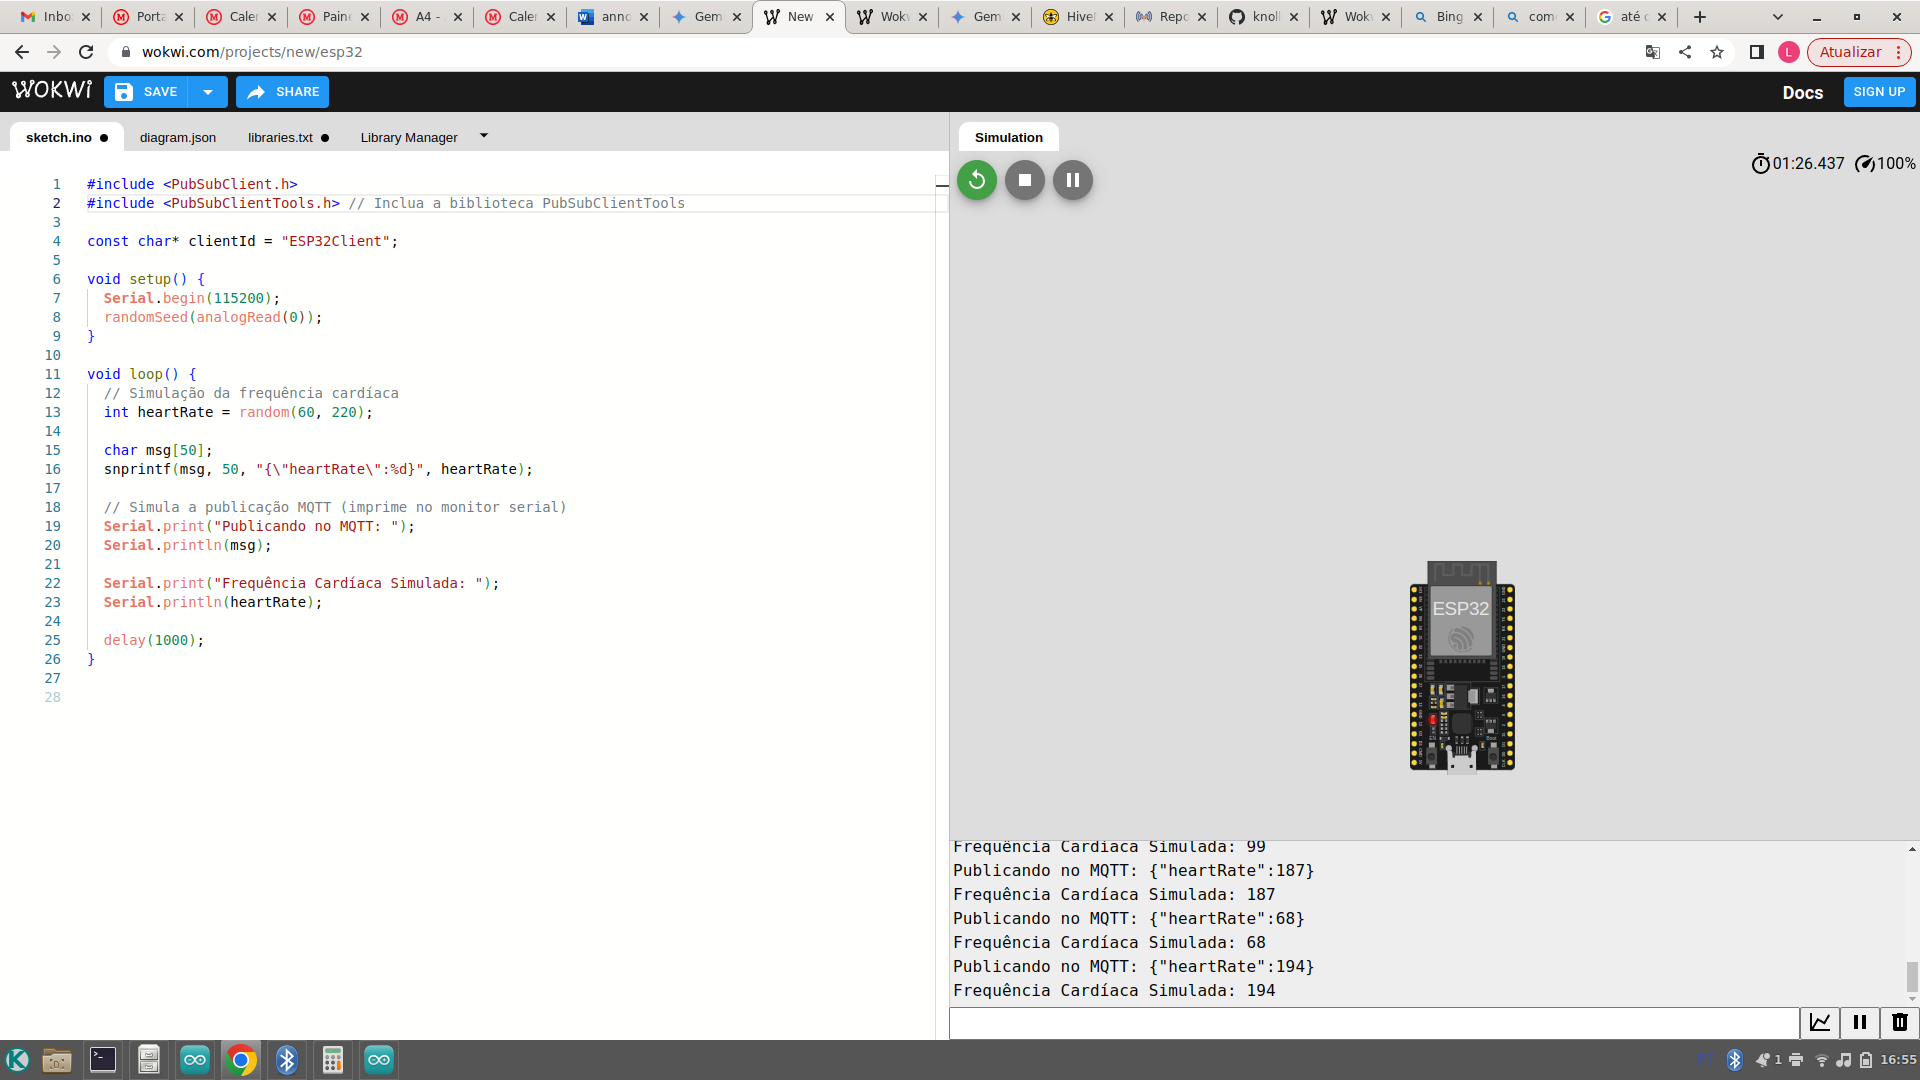 Inbo
Porta
Caler
Paine
A4 -
Caler
anno
Gem
New
Wokw
Gem
Hivel
Repo
knoll
Wokw
Bing
com
até c
wokwi.com/projects/new/esp32
L
Atualizar
WOKWi
SAVE
SHARE
Docs
SIGN UP
sketch.ino
diagram.json
libraries.txt
Library Manager
Simulation
01:26.437
100%
1 #include <PubSubClient.h>
2 #include <PubSubClientTools.h> // Inclua a biblioteca PubSubClientTools
3
4 const char* clientId = "ESP32Client";
5
6 void setup() {
7 Serial.begin(115200);
8 randomSeed(analogRead(0));
9 }
10
11 void loop() {
12 // Simulação da frequência cardíaca
13 int heartRate = random(60, 220);
14
15 char msg[50];
16 snprintf(msg, 50, "{\"heartRate\":%d}", heartRate);
17
18 // Simula a publicação MQTT (imprime no monitor serial)
19 Serial.print("Publicando no MQTT: ");
20 Serial.println(msg);
21
22 Serial.print("Frequência Cardíaca Simulada: ");
23 Serial.println(heartRate);
24
25 delay(1000);
26 }
27
28
ESP32
EN
Boot
Frequência Cardíaca Simulada: 99
Publicando no MQTT: {"heartRate":187}
Frequência Cardíaca Simulada: 187
Publicando no MQTT: {"heartRate":68}
Frequência Cardíaca Simulada: 68
Publicando no MQTT: {"heartRate":194}
Frequência Cardíaca Simulada: 194
PT
1
16:55